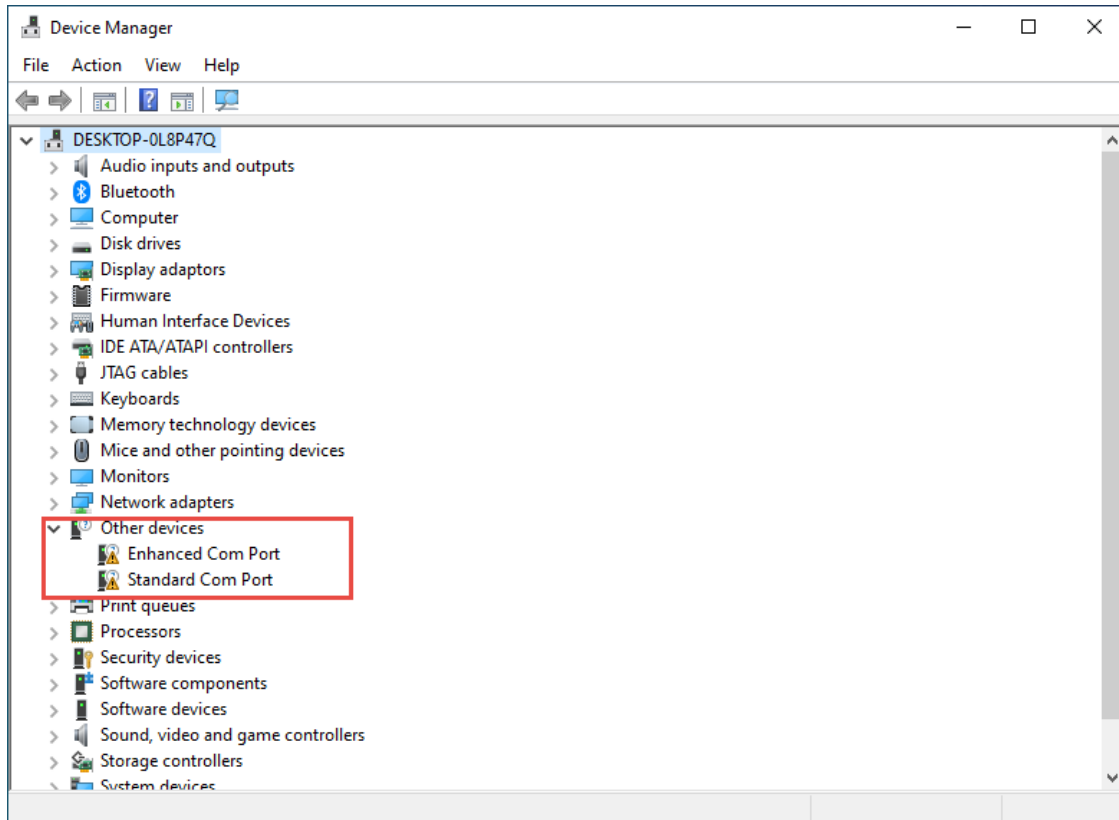 Device Manager
File Action View Help
DESKTOP-0L8P47Q
Audio inputs and outputs
Bluetooth
Computer
Disk drives
Display adaptors
Firmware
Human Interface Devices
IDE ATA/ATAPI controllers
JTAG cables
Keyboards
Memory technology devices
Mice and other pointing devices
Monitors
Network adapters
Other devices
Enhanced Com Port
Standard Com Port
Print queues
Processors
Security devices
Software components
Software devices
Sound, video and game controllers
Storage controllers
System devices